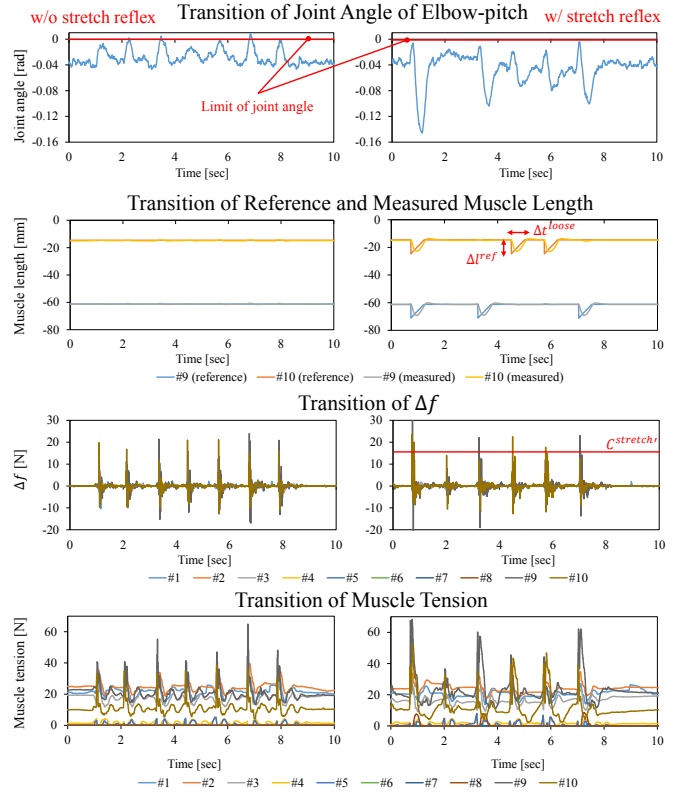 w/o stretch reflex
Transition of Joint Angle of Elbow-pitch
w/ stretch reflex
Joint angle [rad]
0
-0.04
-0.08
-0.12
-0.16
0 2 4 6 8 10
Time [sec]
Limit of joint angle
0
-0.04
-0.08
-0.12
-0.16
0 2 4 6 8 10
Time [sec]
Transition of Reference and Measured Muscle Length
Muscle length [mm]
0
-20
-40
-60
-80
0 2 4 6 8 10
Time [sec]
0
-20
-40
-60
-80
Δt^loose
Δl^ref
0 2 4 6 8 10
Time [sec]
#9 (reference) #10 (reference) #9 (measured) #10 (measured)
Transition of Δf
Δf [N]
30
20
10
0
-10
-20
0 2 4 6 8 10
Time [sec]
30
20
10
0
-10
-20
C^stretch′
0 2 4 6 8 10
Time [sec]
#1 #2 #3 #4 #5 #6 #7 #8 #9 #10
Transition of Muscle Tension
Muscle tension [N]
60
40
20
0
0 2 4 6 8 10
Time [sec]
60
40
20
0
0 2 4 6 8 10
Time [sec]
#1 #2 #3 #4 #5 #6 #7 #8 #9 #10